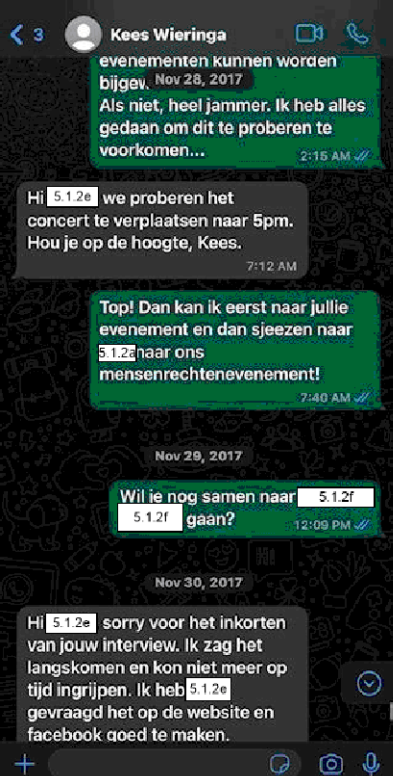 3 Kees Wieringa
evenementen kunnen worden
bijgew. Nov 28, 2017
Als niet, heel jammer. Ik heb alles
gedaan om dit te proberen te
voorkomen...
2:15 AM
Hi 5.1.2e we proberen het
concert te verplaatsen naar 5pm.
Hou je op de hoogte, Kees.
7:12 AM
Top! Dan kan ik eerst naar jullie
evenement en dan sjeezen naar
5.1.2a naar ons
mensenrechtenevenement!
7:40 AM
Nov 29, 2017
Wil je nog samen naar 5.1.2f
5.1.2f gaan?
12:09 PM
Nov 30, 2017
Hi 5.1.2e sorry voor het inkorten
van jouw interview. Ik zag het
langskomen en kon niet meer op
tijd ingrijpen. Ik heb 5.1.2e
gevraagd het op de website en
facebook goed te maken.